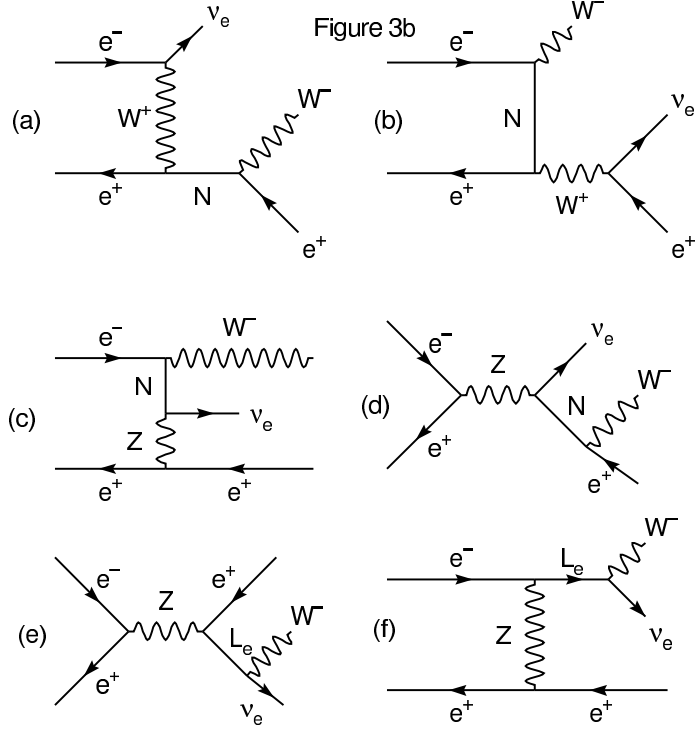 Figure 3b
(a)
e⁻
νₑ
W⁺
W⁻
e⁺
N
e⁺
(b)
e⁻
W⁻
N
νₑ
e⁺
W⁺
e⁺
(c)
e⁻
W⁻
N
νₑ
Z
e⁺
e⁺
(d)
e⁻
νₑ
Z
W⁻
N
e⁺
e⁺
(e)
e⁻
e⁺
Z
W⁻
Lₑ
e⁺
νₑ
(f)
e⁻
Lₑ
W⁻
Z
νₑ
e⁺
e⁺